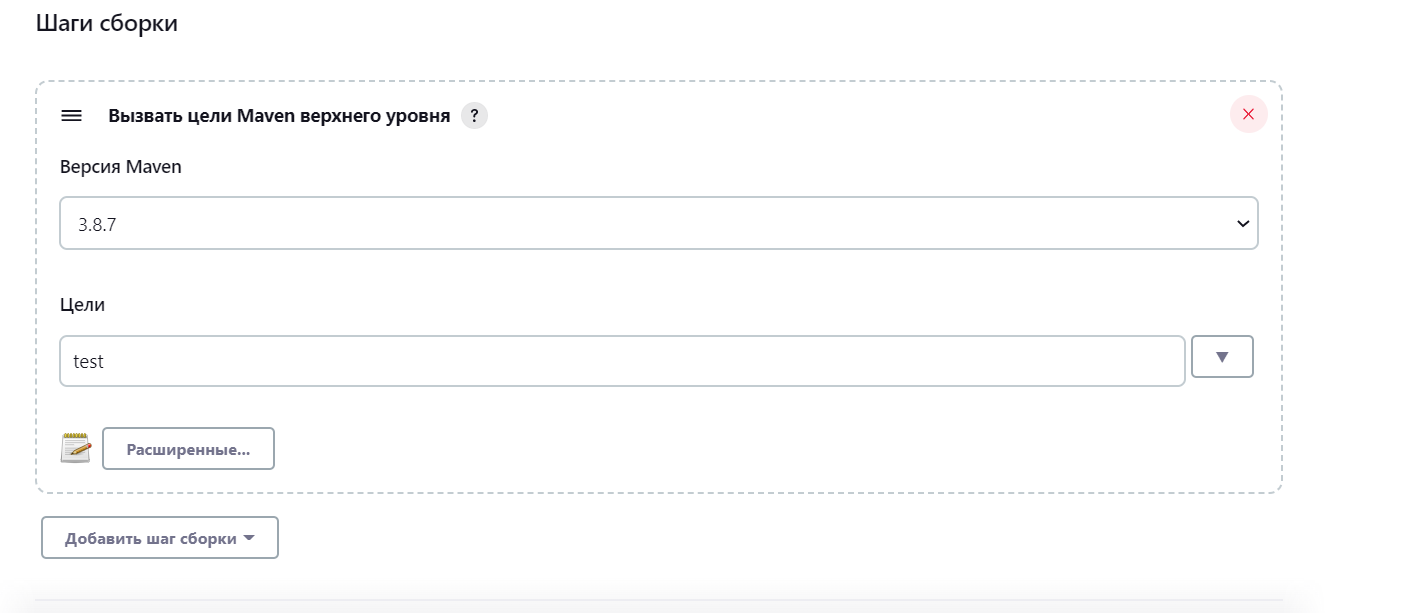 Шаги сборки
Вызвать цели Maven верхнего уровня ?
Версия Maven
3.8.7
Цели
test
Расширенные...
Добавить шаг сборки